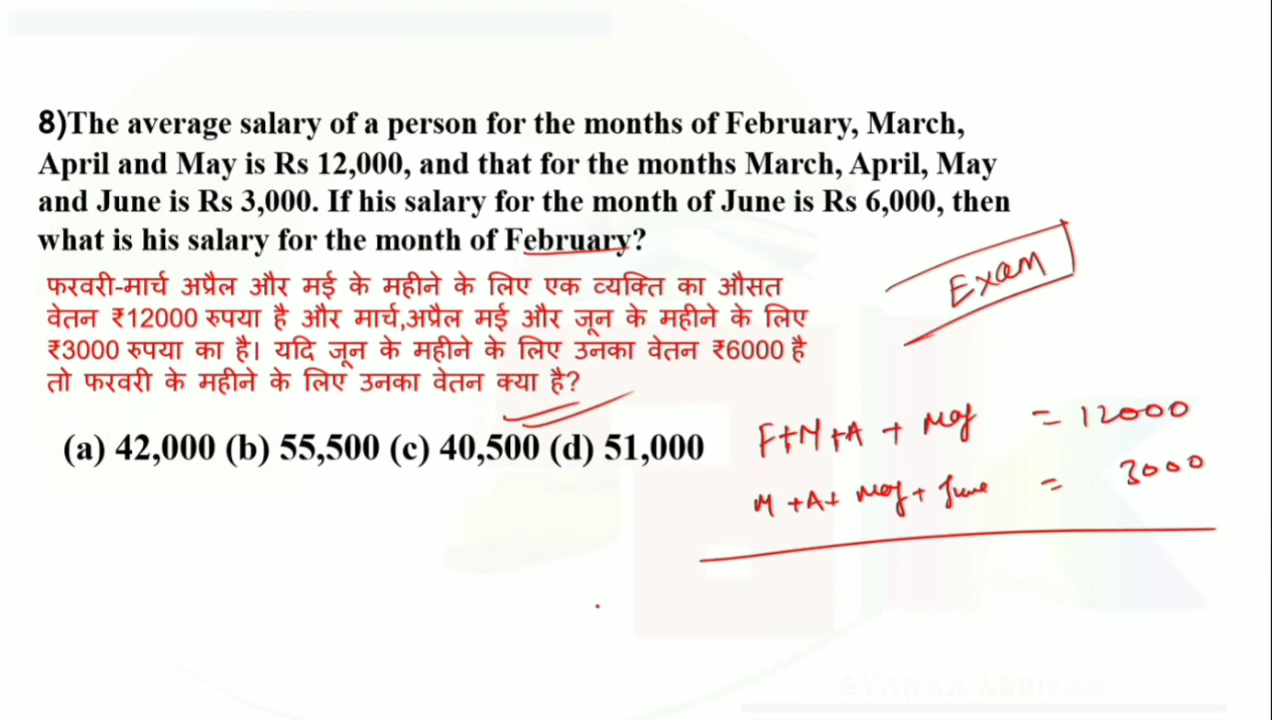 8)The average salary of a person for the months of February, March,
April and May is Rs 12,000, and that for the months March, April, May
and June is Rs 3,000. If his salary for the month of June is Rs 6,000, then
what is his salary for the month of February?
फरवरी-मार्च अप्रैल और मई के महीने के लिए एक व्यक्ति का औसत
वेतन ₹12000 रुपया है और मार्च,अप्रैल मई और जून के महीने के लिए
₹3000 रुपया का है। यदि जून के महीने के लिए उनका वेतन ₹6000 है
तो फरवरी के महीने के लिए उनका वेतन क्या है?
(a) 42,000 (b) 55,500 (c) 40,500 (d) 51,000
Exam
F+M+A + May = 12000
M +A+ May + June = 3000